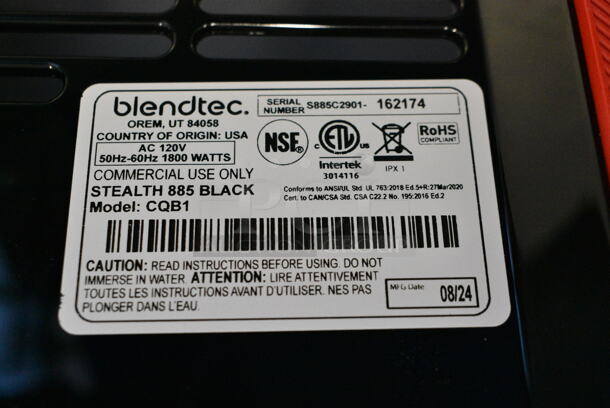 blendtec.
OREM, UT 84058
COUNTRY OF ORIGIN: USA
AC 120V
50Hz-60Hz 1800 WATTS
COMMERCIAL USE ONLY
STEALTH 885 BLACK
Model: CQB1
SERIAL NUMBER S885C2901- 162174
NSF.
C ETL US
Intertek
3014116
IPX 1
RoHS
COMPLIANT
Conforms to ANSI/UL Std. UL 763:2018 Ed.5+R:27Mar2020
Cert. to CAN/CSA Std. CSA C22.2 No. 195:2016 Ed.2
CAUTION: READ INSTRUCTIONS BEFORE USING. DO NOT
IMMERSE IN WATER. ATTENTION: LIRE ATTENTIVEMENT
TOUTES LES INSTRUCTIONS AVANT D'UTILISER. NES PAS
PLONGER DANS L'EAU.
MFG Date
08/24